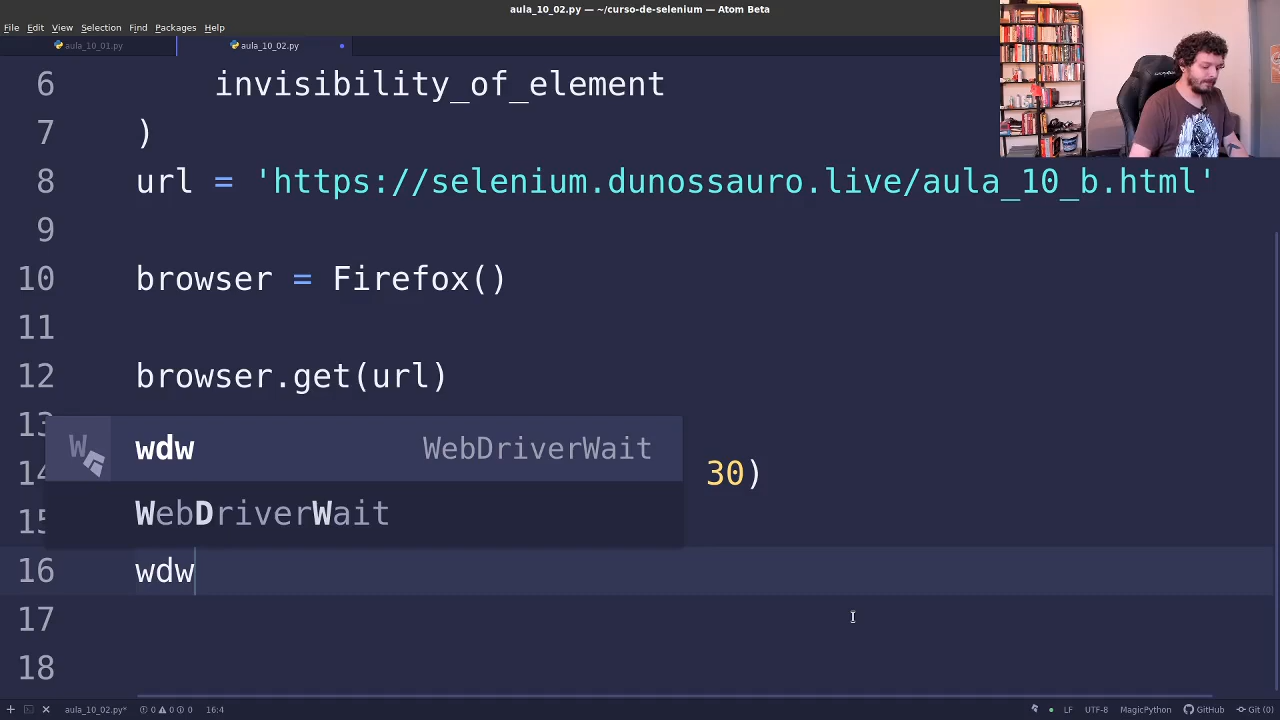 aula_10_02.py — ~/curso-de-selenium — Atom Beta
File Edit View Selection Find Packages Help
aula_10_01.py aula_10_02.py
6 invisibility_of_element
7 )
8 url = 'https://selenium.dunossauro.live/aula_10_b.html'
9
10 browser = Firefox()
11
12 browser.get(url)
13
wdw WebDriverWait
14 30)
WebDriverWait
15
16 wdw
17
18
aula_10_02.py* 0 0 0 16:4 LF UTF-8 MagicPython GitHub Git (0)